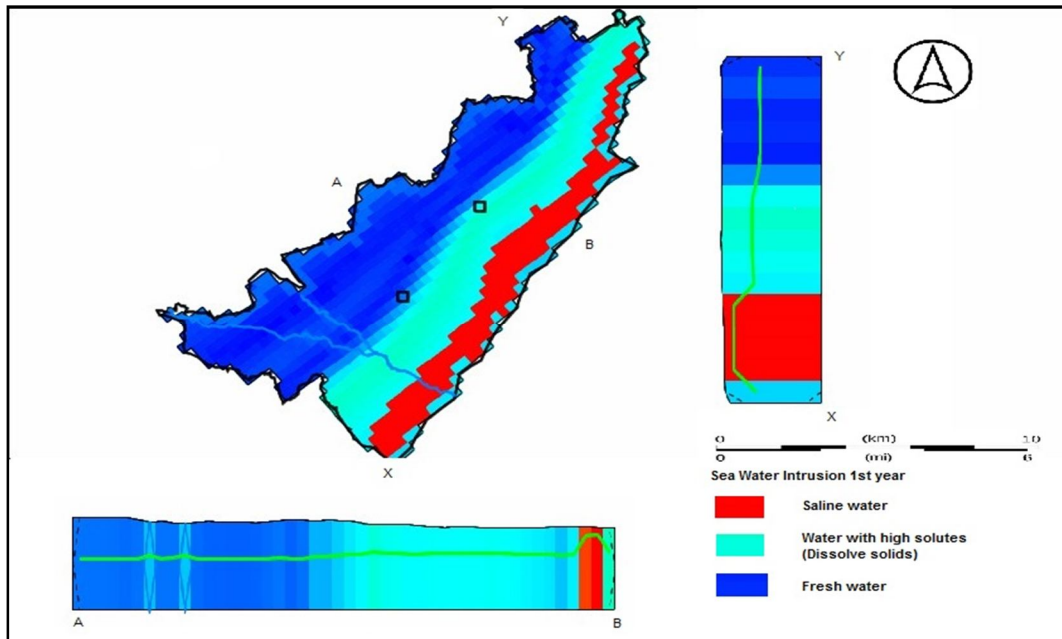 Y
A
B
X
Y
X
0 (km) 10
0 (mi) 6
Sea Water Intrusion 1st year
Saline water
Water with high solutes
(Dissolve solids)
Fresh water
A
B